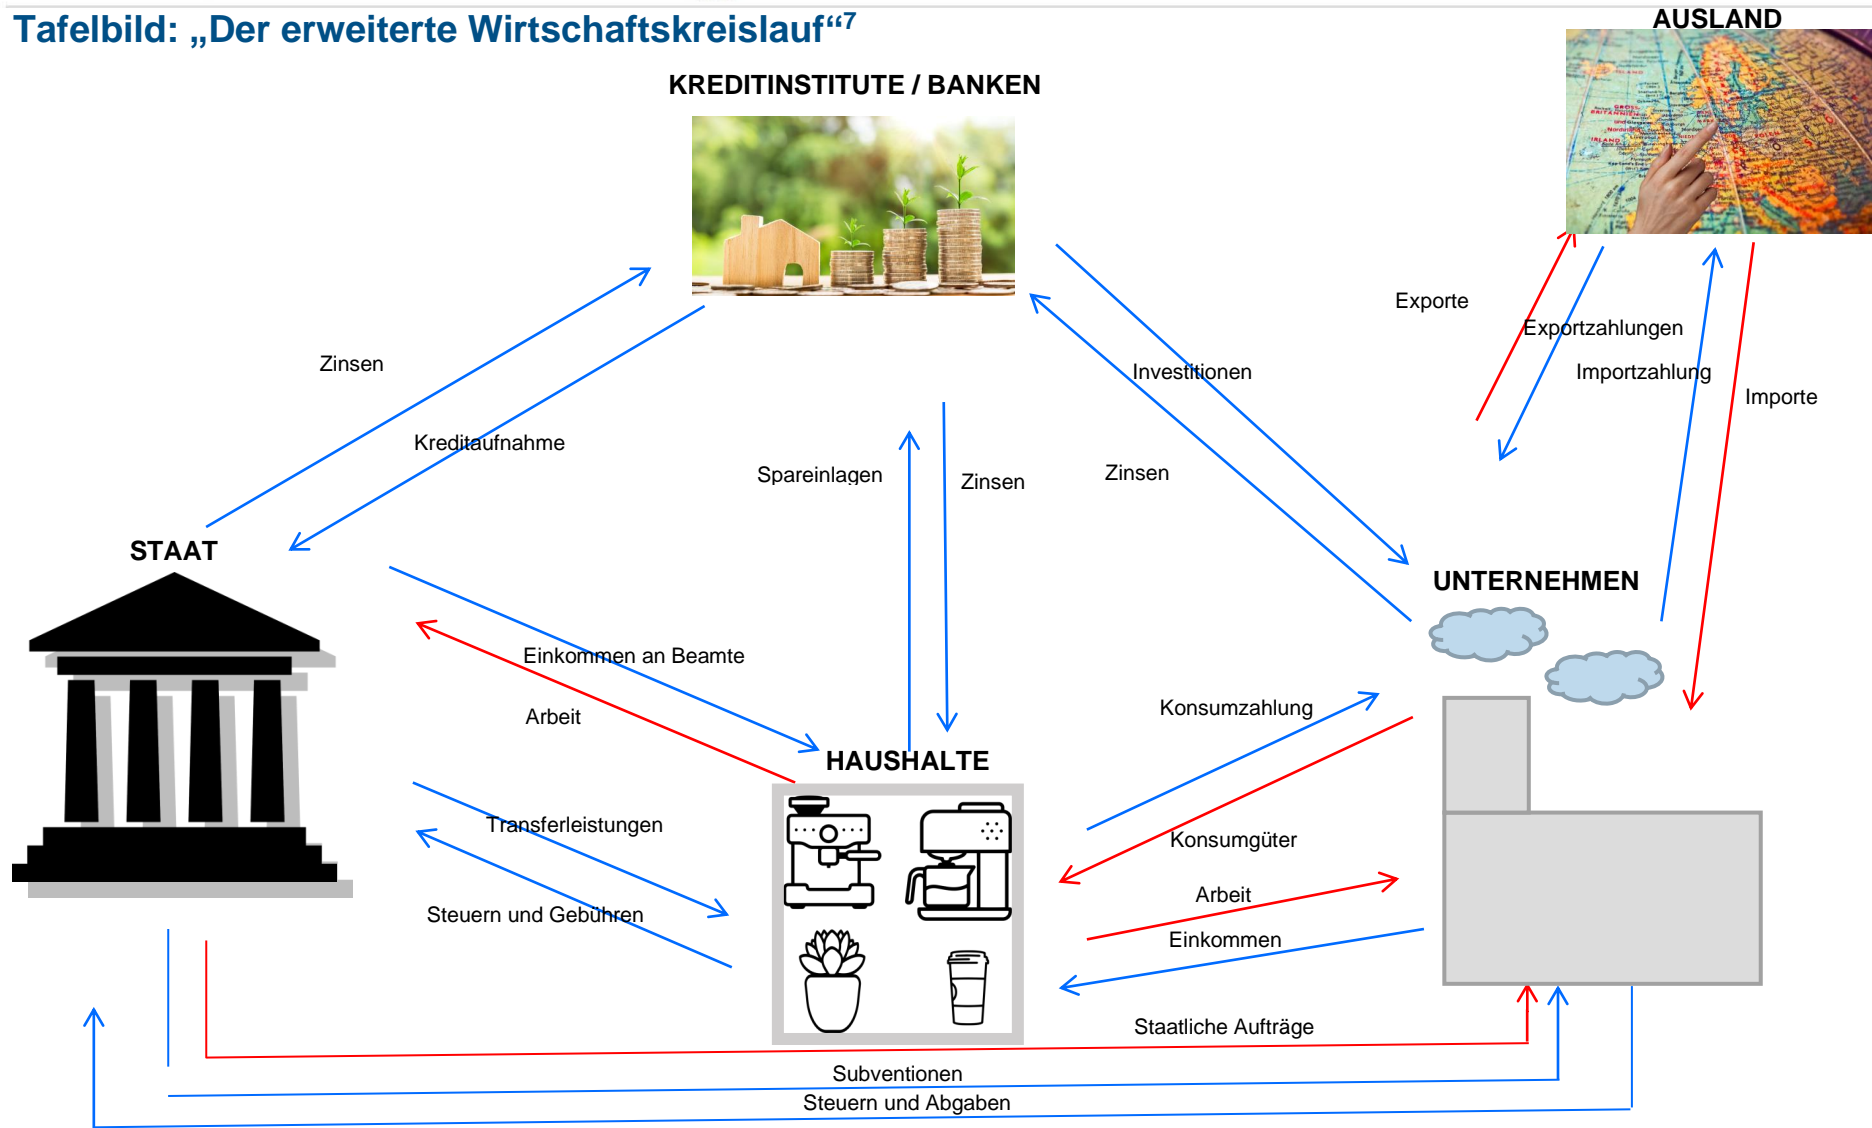 Tafelbild: „Der erweiterte Wirtschaftskreislauf“⁷
AUSLAND
KREDITINSTITUTE / BANKEN
Exporte
Exportzahlungen
Zinsen
Investitionen
Importzahlung
Importe
Kreditaufnahme
Spareinlagen
Zinsen
Zinsen
STAAT
UNTERNEHMEN
Einkommen an Beamte
Arbeit
Konsumzahlung
HAUSHALTE
Transferleistungen
Konsumgüter
Arbeit
Steuern und Gebühren
Einkommen
Staatliche Aufträge
Subventionen
Steuern und Abgaben